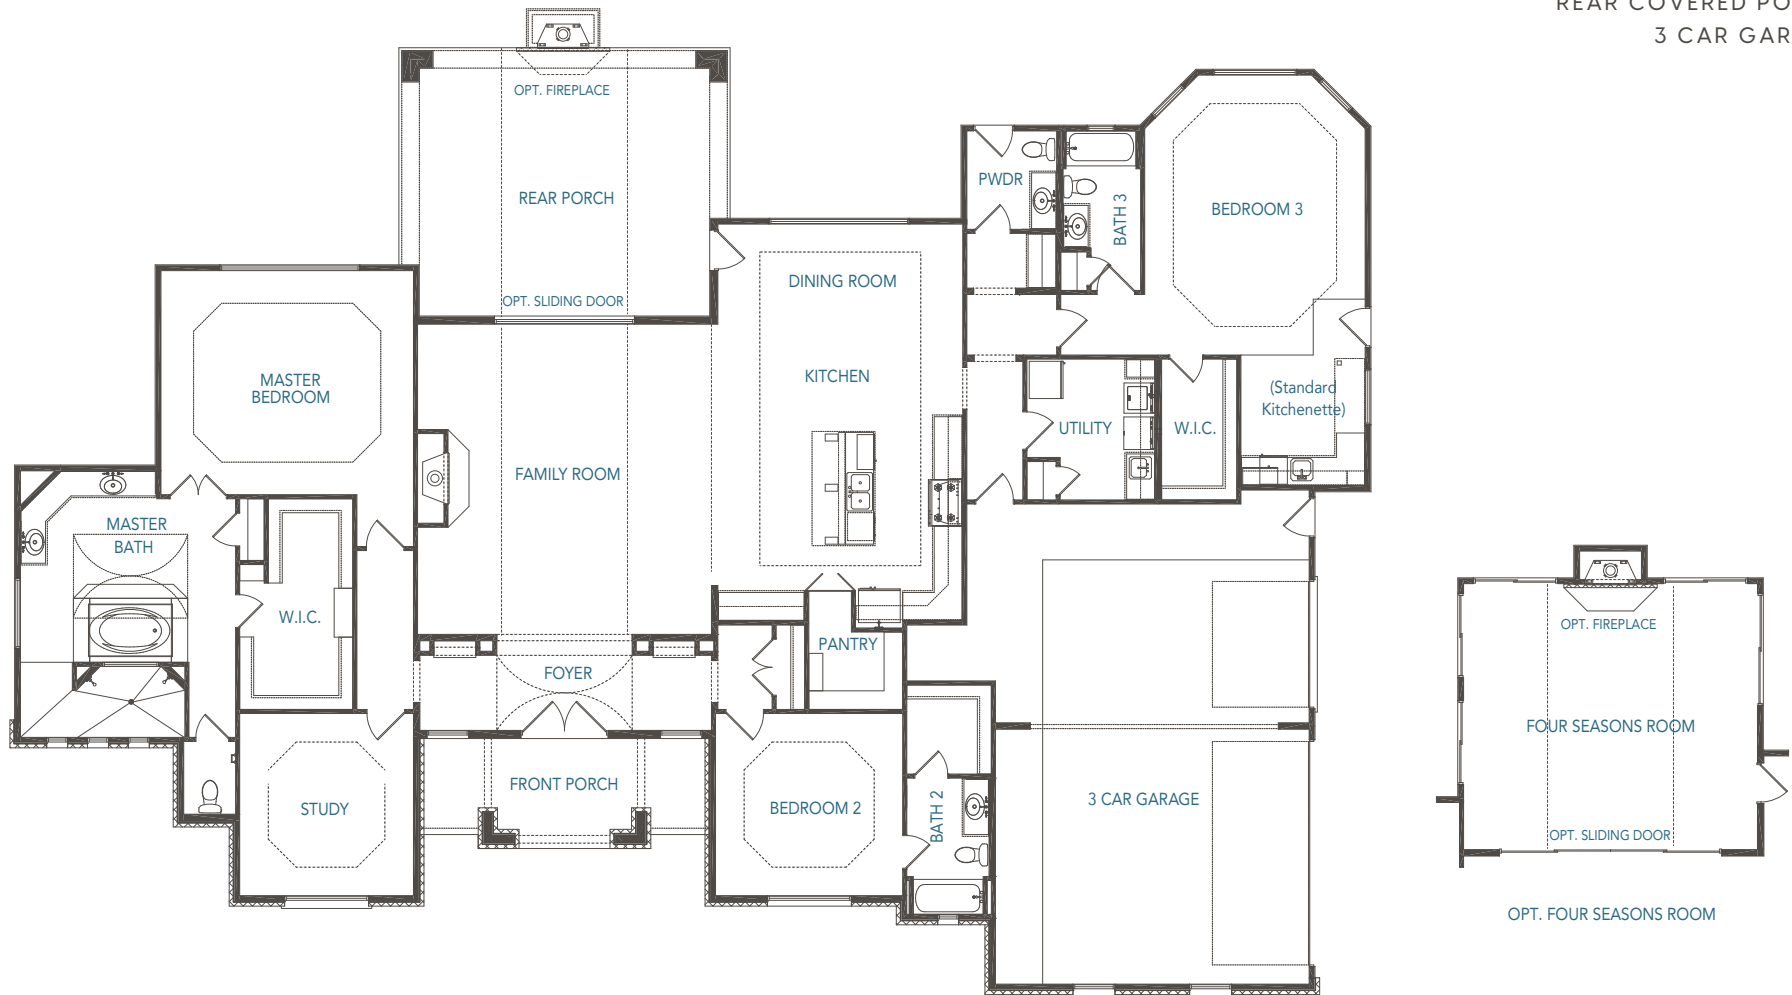 REAR COVERED PO
3 CAR GAR
OPT. FIREPLACE
REAR PORCH
OPT. SLIDING DOOR
PWDR
BATH 3
BEDROOM 3
DINING ROOM
KITCHEN
MASTER
BEDROOM
FAMILY ROOM
UTILITY
W.I.C.
(Standard
Kitchenette)
MASTER
BATH
W.I.C.
FOYER
PANTRY
STUDY
FRONT PORCH
BEDROOM 2
BATH 2
3 CAR GARAGE
OPT. FIREPLACE
FOUR SEASONS ROOM
OPT. SLIDING DOOR
OPT. FOUR SEASONS ROOM